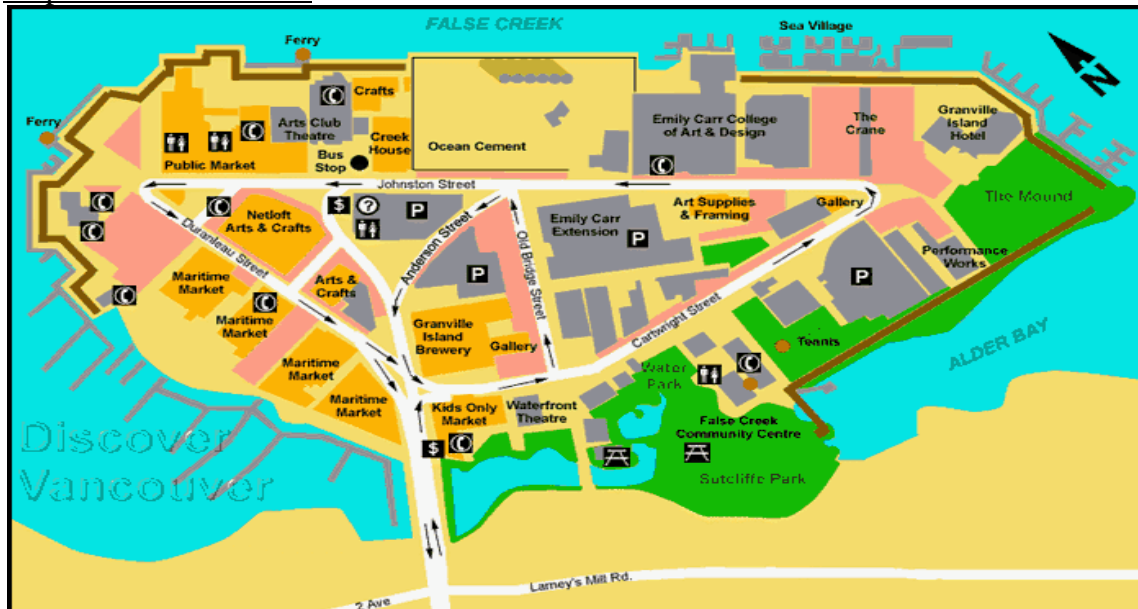 FALSE CREEK
Sea Village
Ferry
N
Ferry
Crafts
Arts Club
Theatre
Creek
House
Public Market
Bus
Stop
Ocean Cement
Emily Carr College
of Art & Design
The
Crane
Granville
Island
Hotel
The Mound
Johnston Street
Netloft
Arts & Crafts
$
?
P
Anderson Street
Old Bridge Street
Emily Carr
Extension
P
Art Supplies
& Framing
Gallery
Duranleau Street
Maritime
Market
Arts &
Crafts
P
Performance
Works
P
Cartwright Street
Maritime
Market
Granville
Island
Brewery
Gallery
Tennis
ALDER BAY
Maritime
Market
Water
Park
Maritime
Market
Kids Only
Market
Waterfront
Theatre
$
False Creek
Community Centre
Sutcliffe Park
Discover
Vancouver
Lamey's Mill Rd.
2 Ave